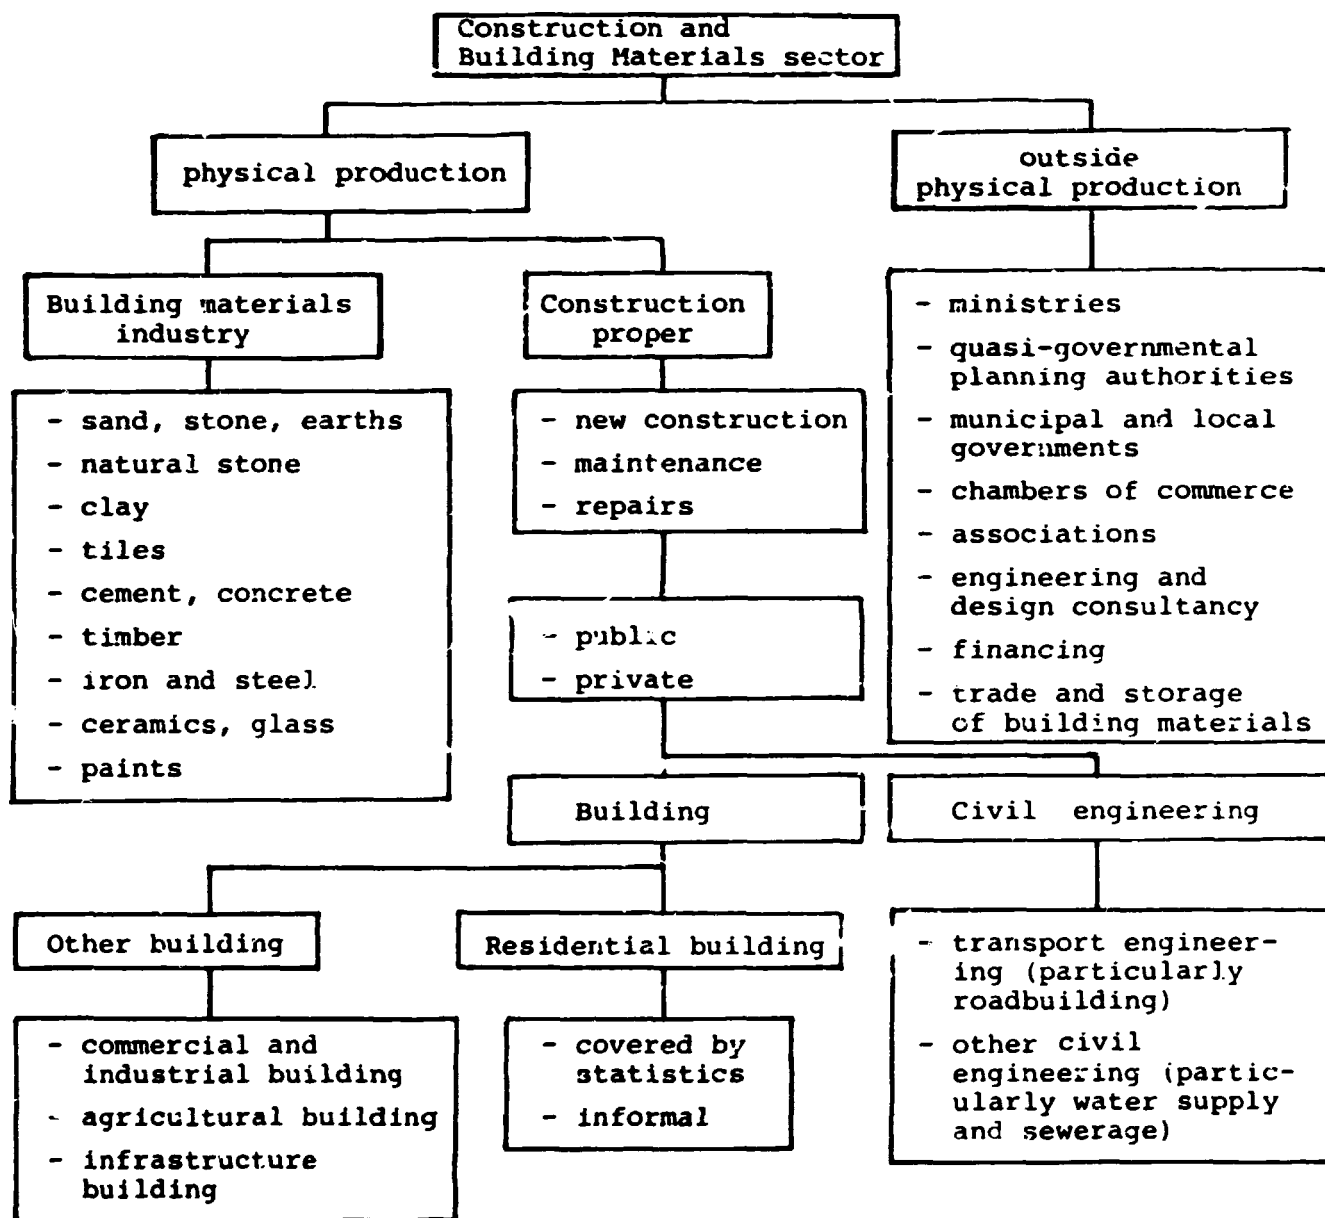 Construction and
Building Materials sector
physical production
outside
physical production
Building materials
industry
Construction
proper
- sand, stone, earths
- natural stone
- clay
- tiles
- cement, concrete
- timber
- iron and steel
- ceramics, glass
- paints
- new construction
- maintenance
- repairs
- public
- private
- ministries
- quasi-governmental
planning authorities
- municipal and local
governments
- chambers of commerce
- associations
- engineering and
design consultancy
- financing
- trade and storage
of building materials
Building
Civil engineering
Other building
Residential building
- commercial and
industrial building
- agricultural building
- infrastructure
building
- covered by
statistics
- informal
- transport engineer-
ing (particularly
roadbuilding)
- other civil
engineering (partic-
ularly water supply
and sewerage)